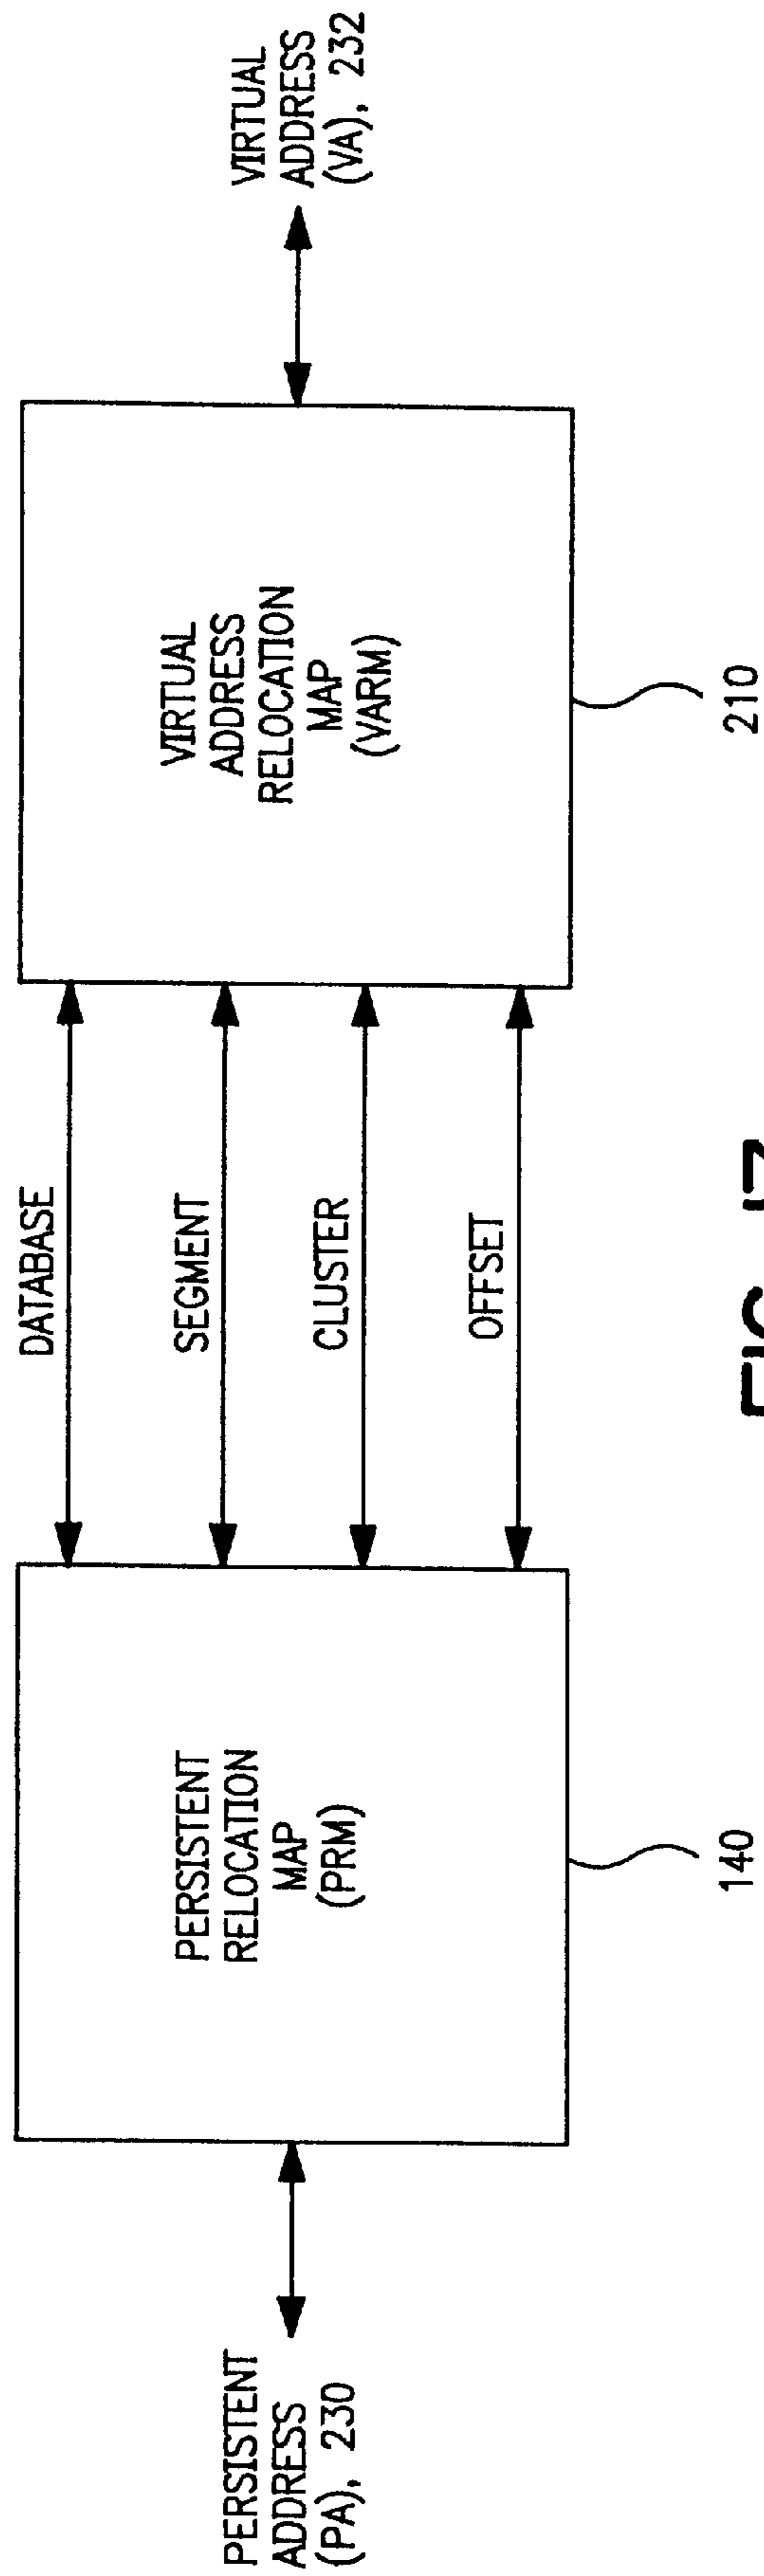 PERSISTENT
ADDRESS
(PA), 230
PERSISTENT
RELOCATION
MAP
(PRM)
140
DATABASE
SEGMENT
CLUSTER
OFFSET
VIRTUAL
ADDRESS
RELOCATION
MAP
(VARM)
210
VIRTUAL
ADDRESS
(VA), 232